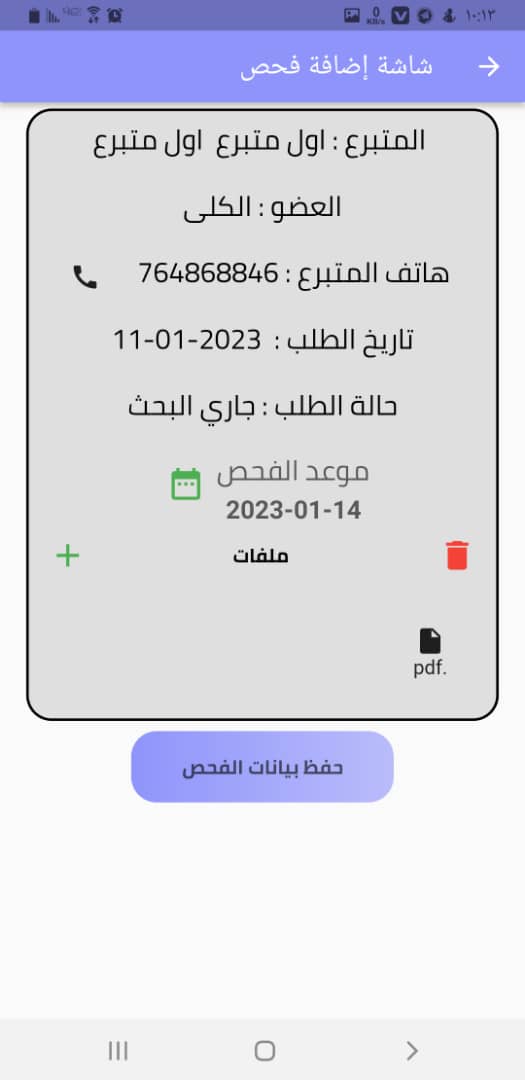 ١٠:١٣
0
KB/s
شاشة إضافة فحص
المتبرع : اول متبرع اول متبرع
العضو : الكلى
هاتف المتبرع : 764868846
تاريخ الطلب : 2023-01-11
حالة الطلب : جاري البحث
موعد الفحص
2023-01-14
ملفات
.pdf
حفظ بيانات الفحص